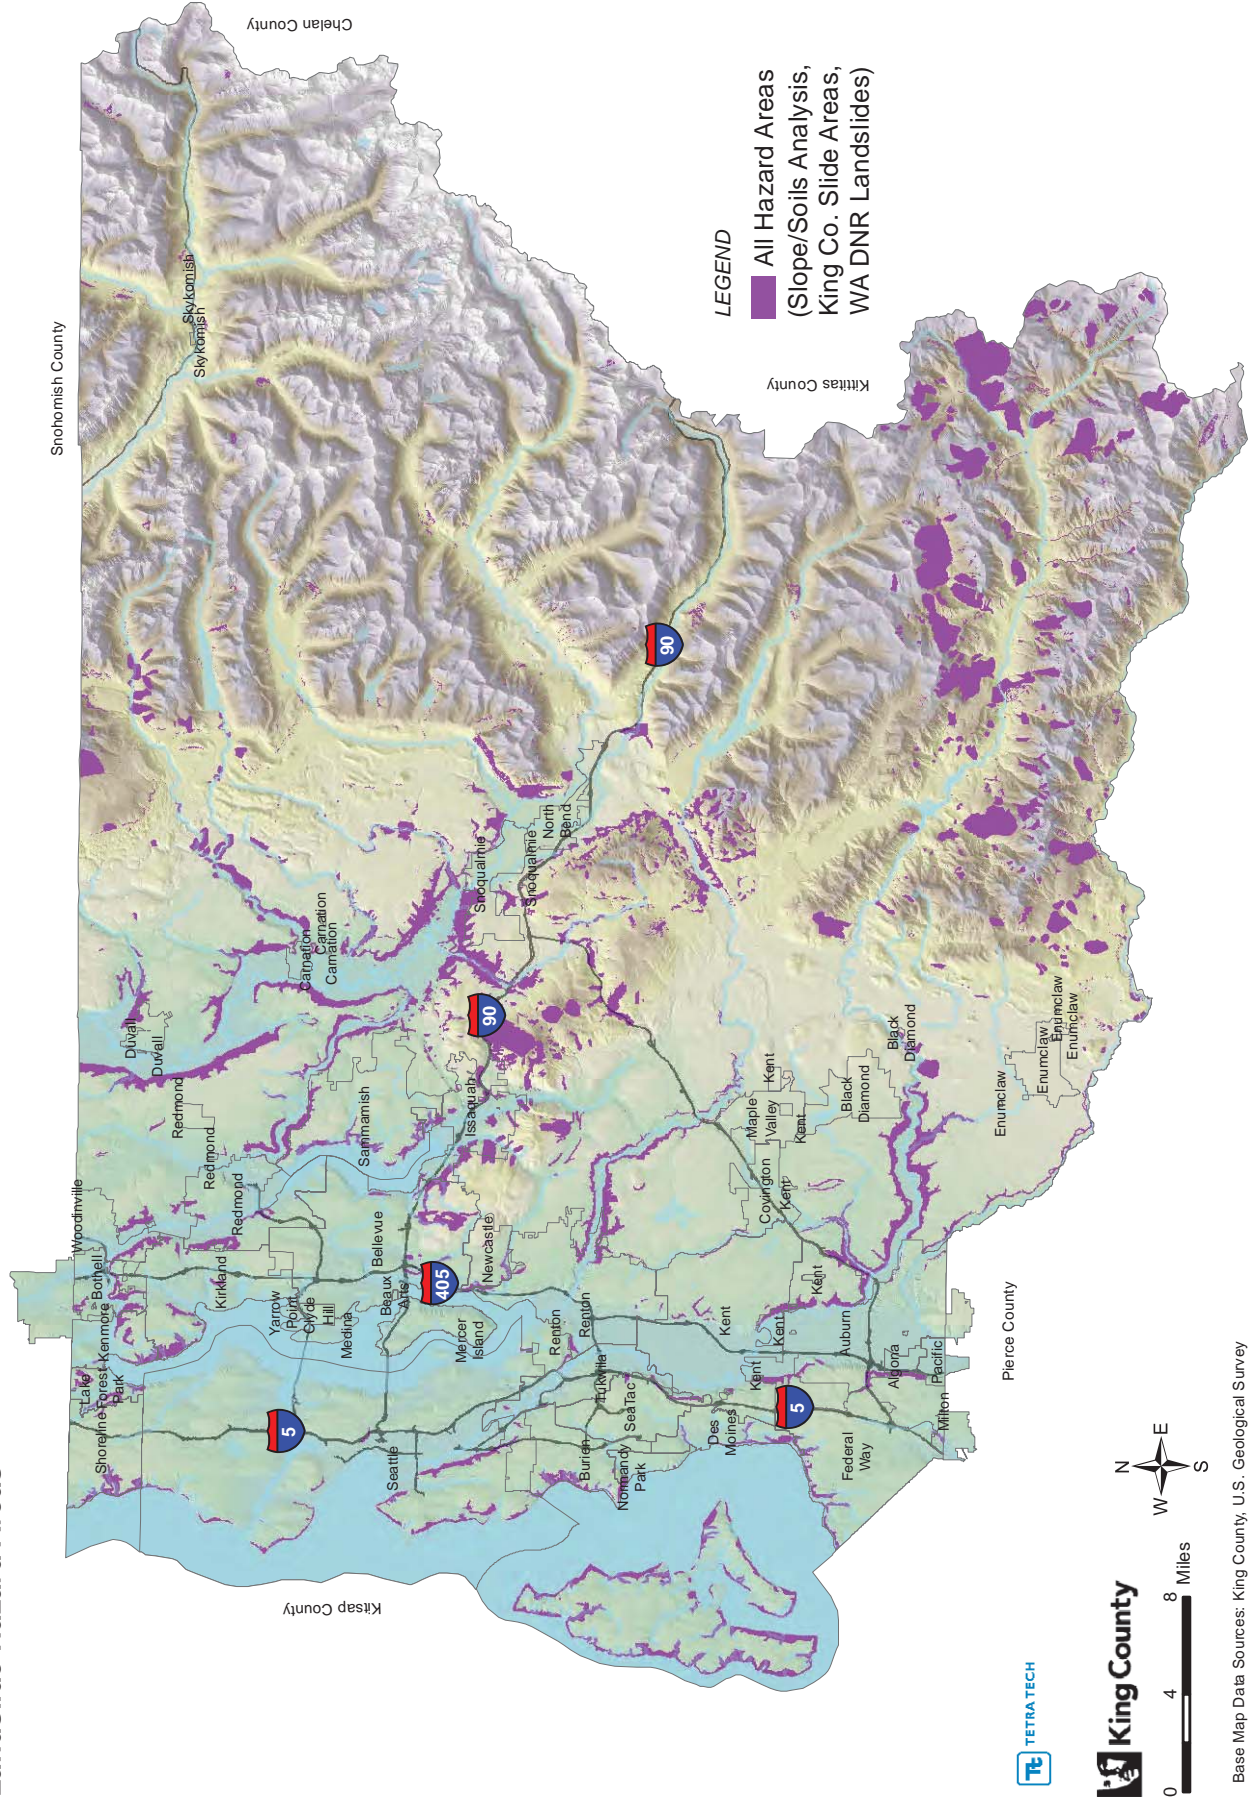 Snohomish County
Chelan County
Kitsap County
Kittitas County
Pierce County
Woodinville
Bothell
Kenmore
Lake
Forest
Park
Shoreline
Duvall
Duvall
Redmond
Redmond
Redmond
Kirkland
Skykomish
Skykomish
Yarrow
Point
Clyde
Hill
Medina
Carnation
Carnation
Carnation
Sammamish
Bellevue
Beaux
Arts
Seattle
5
405
90
90
5
Mercer
Island
Newcastle
Issaquah
Snoqualmie
Snoqualmie
North
Bend
Renton
Renton
Tukwila
SeaTac
Burien
Normandy
Park
Des
Moines
Kent
Kent
Kent
Kent
Kent
Kent
Kent
Covington
Maple
Valley
Black
Diamond
Black
Diamond
Federal
Way
Auburn
Algona
Pacific
Milton
Enumclaw
Enumclaw
Enumclaw
Enumclaw
LEGEND
All Hazard Areas
(Slope/Soils Analysis,
King Co. Slide Areas,
WA DNR Landslides)
Tt TETRA TECH
King County
0 4 8
Miles
N
W E
S
Base Map Data Sources: King County, U.S. Geological Survey